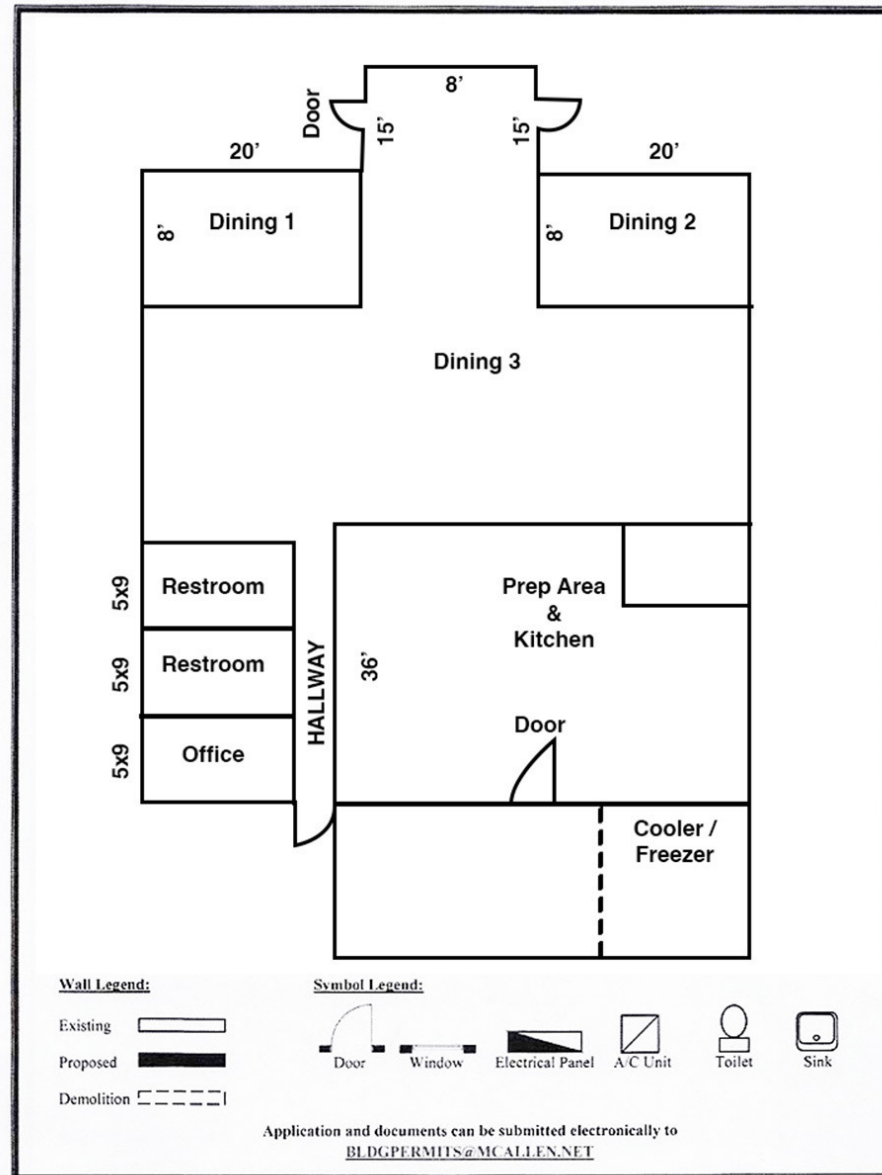 8'
Door
15'
15'
20'
20'
Dining 1
Dining 2
8'
8'
Dining 3
5x9
Restroom
Prep Area
&
Kitchen
5x9
Restroom
HALLWAY
36'
5x9
Office
Door
Cooler /
Freezer
Wall Legend:
Existing
Proposed
Demolition
Symbol Legend:
Door
Window
Electrical Panel
A/C Unit
Toilet
Sink
Application and documents can be submitted electronically to
BLDGPERMITS@MCALLEN.NET